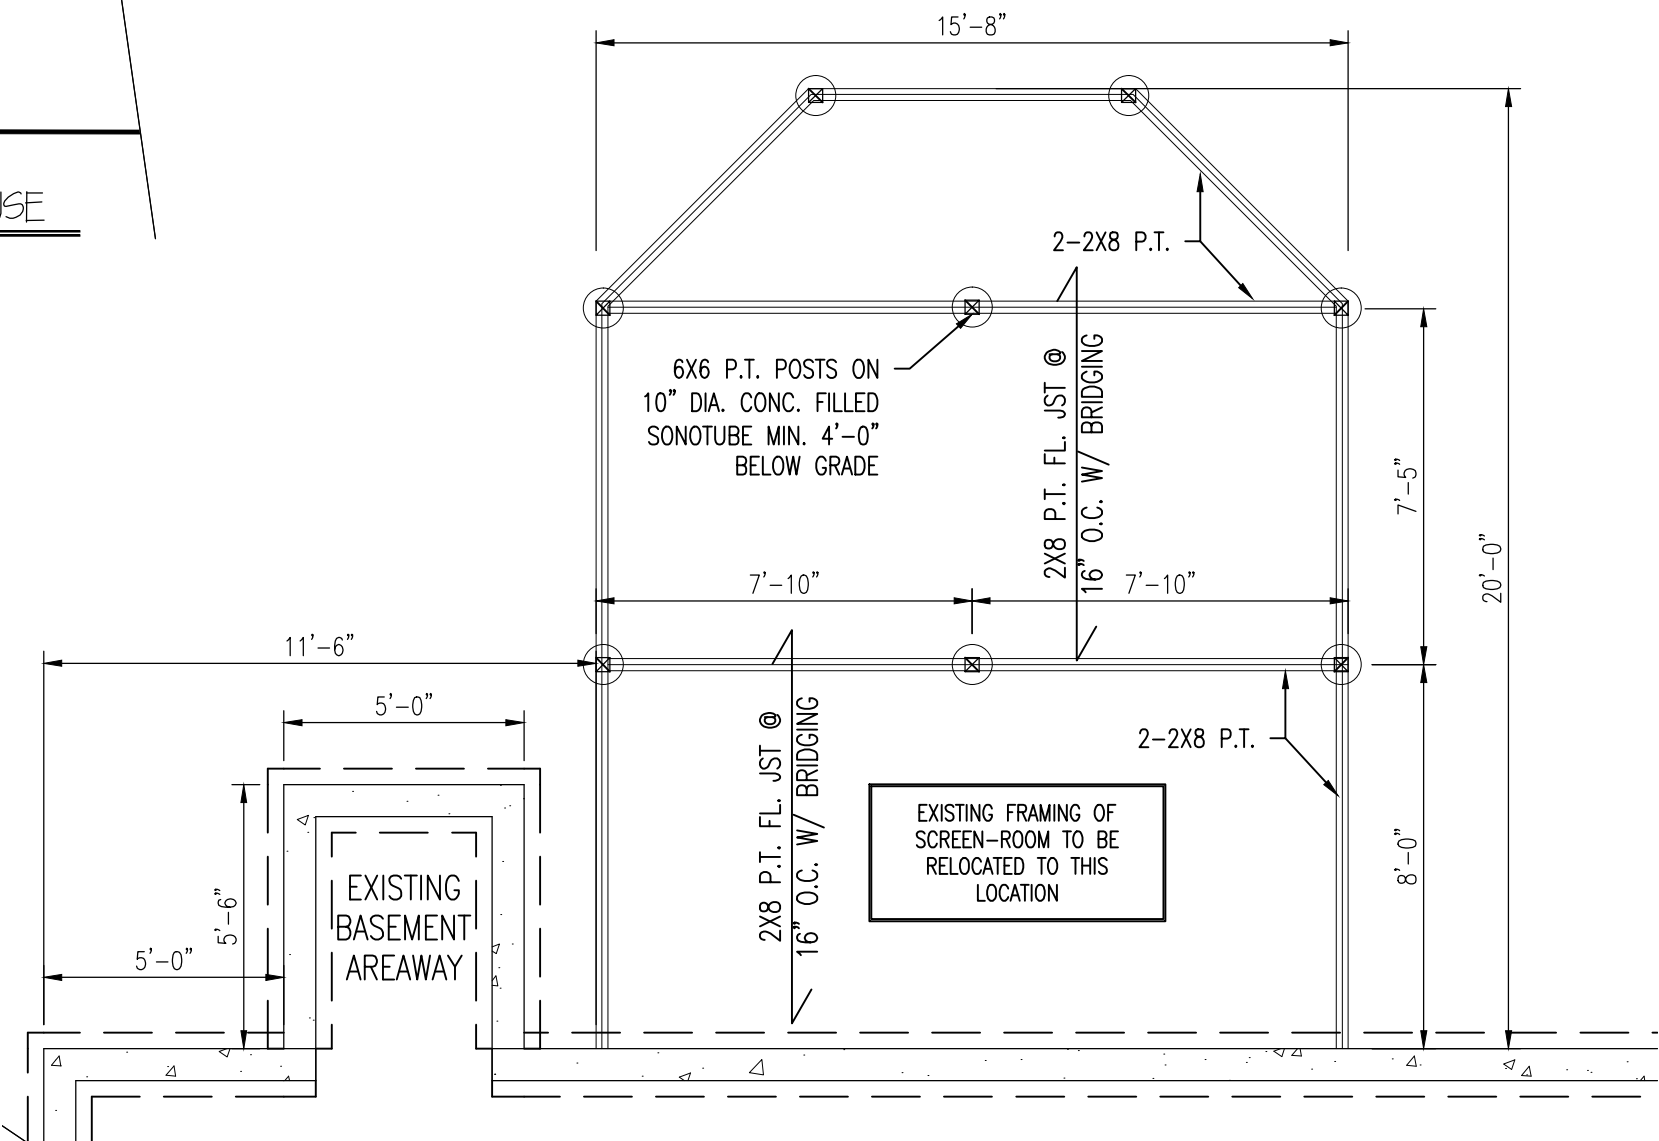 15'-8"
USE
2-2X8 P.T.
6X6 P.T. POSTS ON
10" DIA. CONC. FILLED
SONOTUBE MIN. 4'-0"
BELOW GRADE
2X8 P.T. FL. JST @
16" O.C. W/ BRIDGING
7'-5"
20'-0"
7'-10"
7'-10"
11'-6"
5'-0"
2-2X8 P.T.
2X8 P.T. FL. JST @
16" O.C. W/ BRIDGING
EXISTING FRAMING OF
SCREEN-ROOM TO BE
RELOCATED TO THIS
LOCATION
8'-0"
EXISTING
BASEMENT
AREAWAY
5'-6"
5'-0"